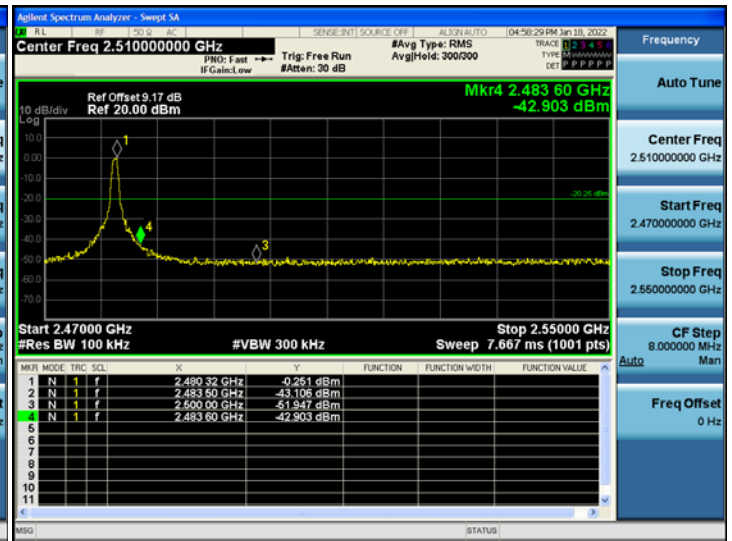 Agilent Spectrum Analyzer - Swept SA
RL RF 50 Ω AC SENSE:INT SOURCE OFF ALIGN AUTO 04:58:29 PM Jan 18, 2022
Center Freq 2.510000000 GHz
PNO: Fast
IFGain:Low
Trig: Free Run
#Atten: 30 dB
#Avg Type: RMS
Avg|Hold: 300/300
TRACE 1 2 3 4 5 6
TYPE MWWWWW
DET P P P P P P
Frequency
Auto Tune
Center Freq
2.510000000 GHz
Start Freq
2.470000000 GHz
Stop Freq
2.550000000 GHz
CF Step
8.000000 MHz
Auto Man
Freq Offset
0 Hz
Mkr4 2.483 60 GHz
-42.903 dBm
Ref Offset 9.17 dB
10 dB/div Ref 20.00 dBm
Log
10.0
0.00
-10.0
-20.0
-30.0
-40.0
-50.0
-60.0
-70.0
1
4
3
-20.25 dBm
Start 2.47000 GHz Stop 2.55000 GHz
#Res BW 100 kHz #VBW 300 kHz Sweep 7.667 ms (1001 pts)
MKR MODE TRC SCL X Y FUNCTION FUNCTION WIDTH FUNCTION VALUE
1 N 1 f 2.480 32 GHz -0.251 dBm
2 N 1 f 2.483 50 GHz -43.106 dBm
3 N 1 f 2.500 00 GHz -51.947 dBm
4 N 1 f 2.483 60 GHz -42.903 dBm
5
6
7
8
9
10
11
MSG STATUS